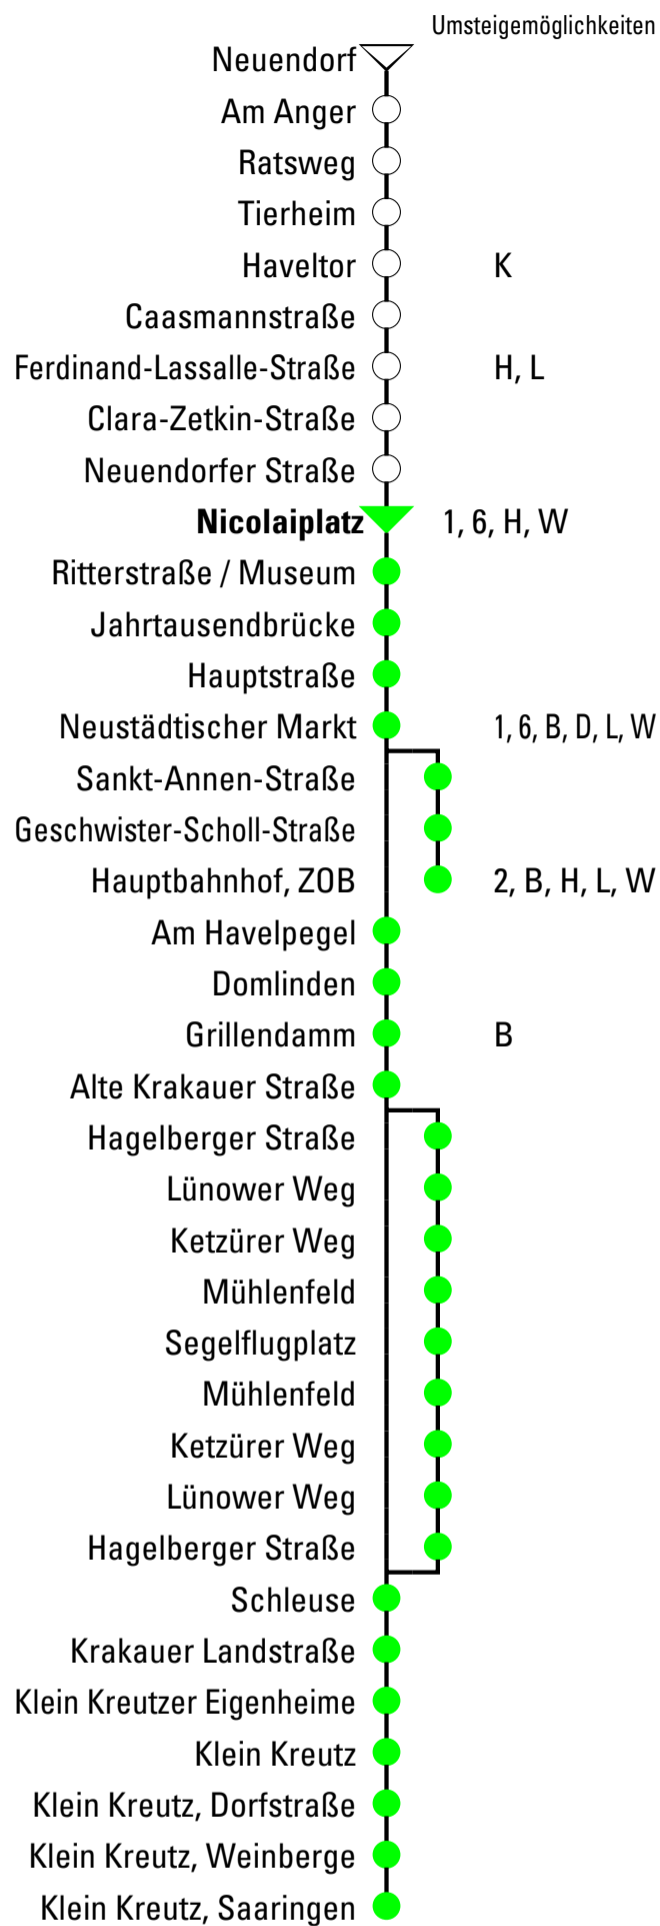 Umsteigemöglichkeiten
Neuendorf
Am Anger
Ratsweg
Tierheim
Haveltor K
Caasmannstraße
Ferdinand-Lassalle-Straße H, L
Clara-Zetkin-Straße
Neuendorfer Straße
Nicolaiplatz 1, 6, H, W
Ritterstraße / Museum
Jahrtausendbrücke
Hauptstraße
Neustädtischer Markt 1, 6, B, D, L, W
Sankt-Annen-Straße
Geschwister-Scholl-Straße
Hauptbahnhof, ZOB 2, B, H, L, W
Am Havelpegel
Domlinden
Grillendamm B
Alte Krakauer Straße
Hagelberger Straße
Lünower Weg
Ketzürer Weg
Mühlenfeld
Segelflugplatz
Mühlenfeld
Ketzürer Weg
Lünower Weg
Hagelberger Straße
Schleuse
Krakauer Landstraße
Klein Kreutzer Eigenheime
Klein Kreutz
Klein Kreutz, Dorfstraße
Klein Kreutz, Weinberge
Klein Kreutz, Saaringen